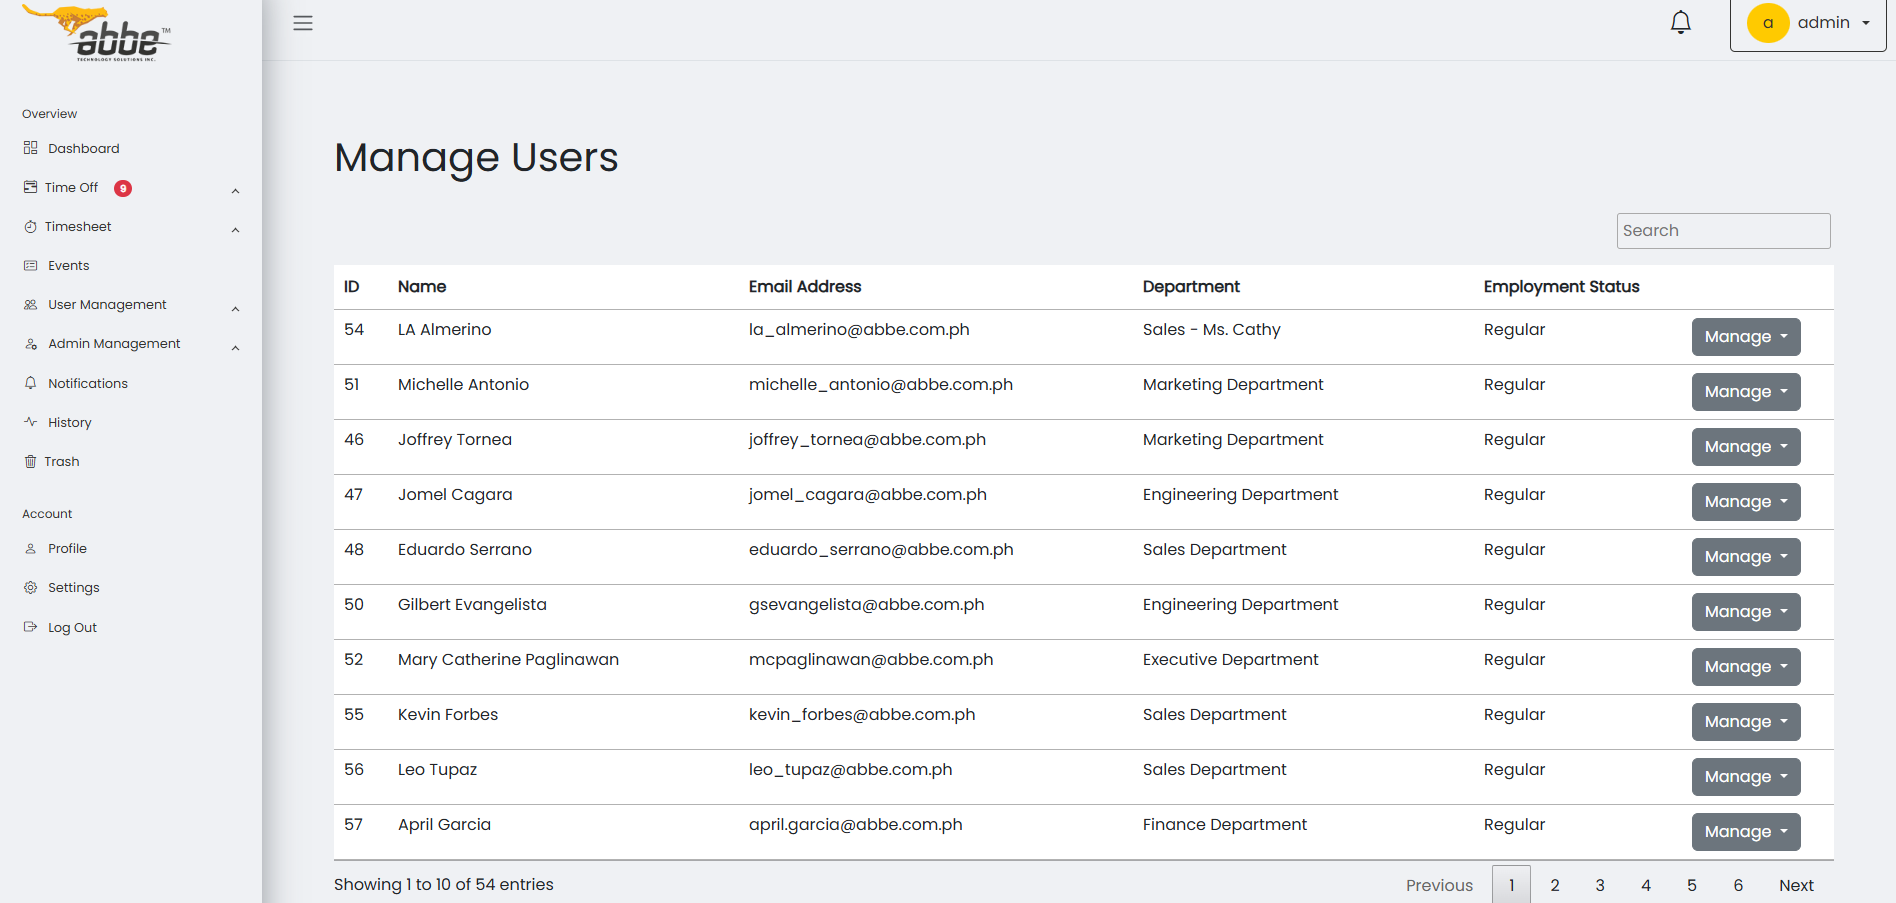 abbe™
TECHNOLOGY SOLUTIONS INC.
a admin
Overview
Dashboard
Time Off 9
Timesheet
Events
User Management
Admin Management
Notifications
History
Trash
Account
Profile
Settings
Log Out
Manage Users
Search
ID Name Email Address Department Employment Status
54 LA Almerino la_almerino@abbe.com.ph Sales - Ms. Cathy Regular Manage
51 Michelle Antonio michelle_antonio@abbe.com.ph Marketing Department Regular Manage
46 Joffrey Tornea joffrey_tornea@abbe.com.ph Marketing Department Regular Manage
47 Jomel Cagara jomel_cagara@abbe.com.ph Engineering Department Regular Manage
48 Eduardo Serrano eduardo_serrano@abbe.com.ph Sales Department Regular Manage
50 Gilbert Evangelista gsevangelista@abbe.com.ph Engineering Department Regular Manage
52 Mary Catherine Paglinawan mcpaglinawan@abbe.com.ph Executive Department Regular Manage
55 Kevin Forbes kevin_forbes@abbe.com.ph Sales Department Regular Manage
56 Leo Tupaz leo_tupaz@abbe.com.ph Sales Department Regular Manage
57 April Garcia april.garcia@abbe.com.ph Finance Department Regular Manage
Showing 1 to 10 of 54 entries
Previous 1 2 3 4 5 6 Next